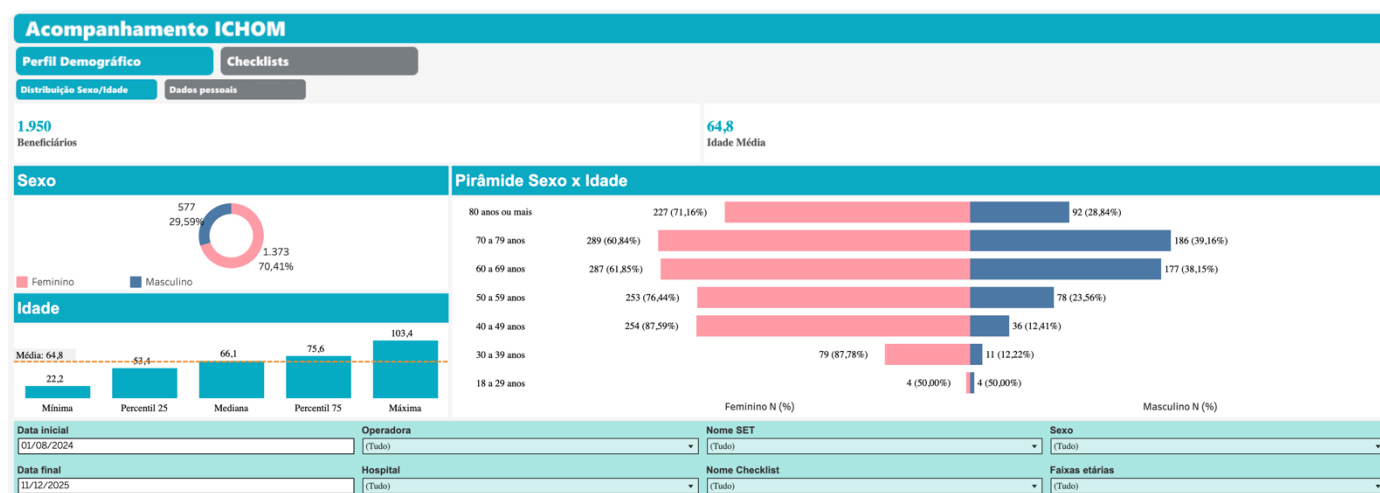 Acompanhamento ICHOM
Perfil Demográfico
Checklists
Distribuição Sexo/Idade
Dados pessoais
1.950
Beneficiários
64,8
Idade Média
Sexo
577
29,59%
1.373
70,41%
Feminino
Masculino
Idade
Média: 64,8
22,2
53,4
66,1
75,6
103,4
Mínima
Percentil 25
Mediana
Percentil 75
Máxima
Pirâmide Sexo x Idade
80 anos ou mais 227 (71,16%) 92 (28,84%)
70 a 79 anos 289 (60,84%) 186 (39,16%)
60 a 69 anos 287 (61,85%) 177 (38,15%)
50 a 59 anos 253 (76,44%) 78 (23,56%)
40 a 49 anos 254 (87,59%) 36 (12,41%)
30 a 39 anos 79 (87,78%) 11 (12,22%)
18 a 29 anos 4 (50,00%) 4 (50,00%)
Feminino N (%)
Masculino N (%)
Data inicial
01/08/2024
Operadora
(Tudo)
Nome SET
(Tudo)
Sexo
(Tudo)
Data final
11/12/2025
Hospital
(Tudo)
Nome Checklist
(Tudo)
Faixas etárias
(Tudo)